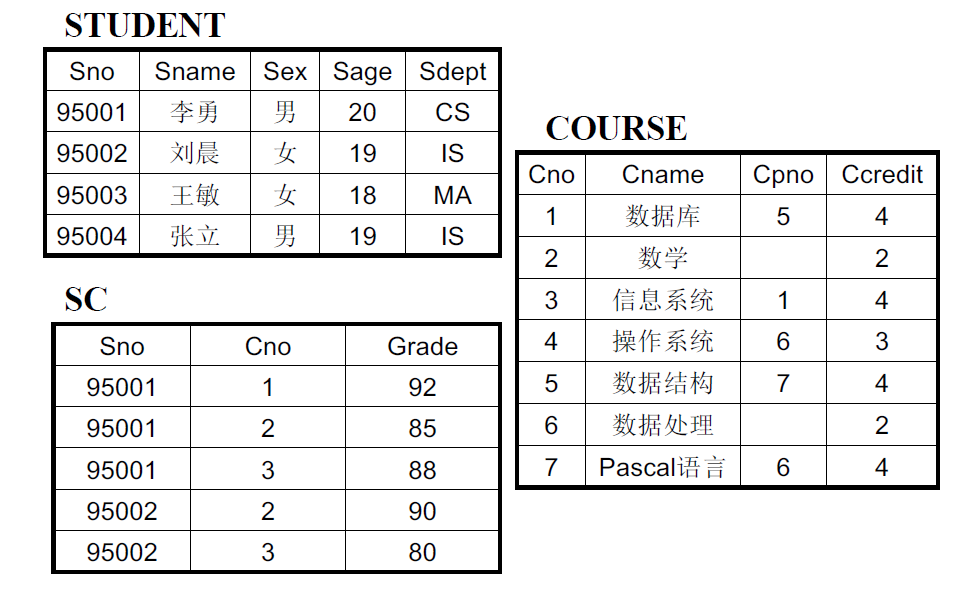 STUDENT
Sno Sname Sex Sage Sdept
95001 李勇 男 20 CS
95002 刘晨 女 19 IS
95003 王敏 女 18 MA
95004 张立 男 19 IS
SC
Sno Cno Grade
95001 1 92
95001 2 85
95001 3 88
95002 2 90
95002 3 80
COURSE
Cno Cname Cpno Ccredit
1 数据库 5 4
2 数学 2
3 信息系统 1 4
4 操作系统 6 3
5 数据结构 7 4
6 数据处理 2
7 Pascal语言 6 4